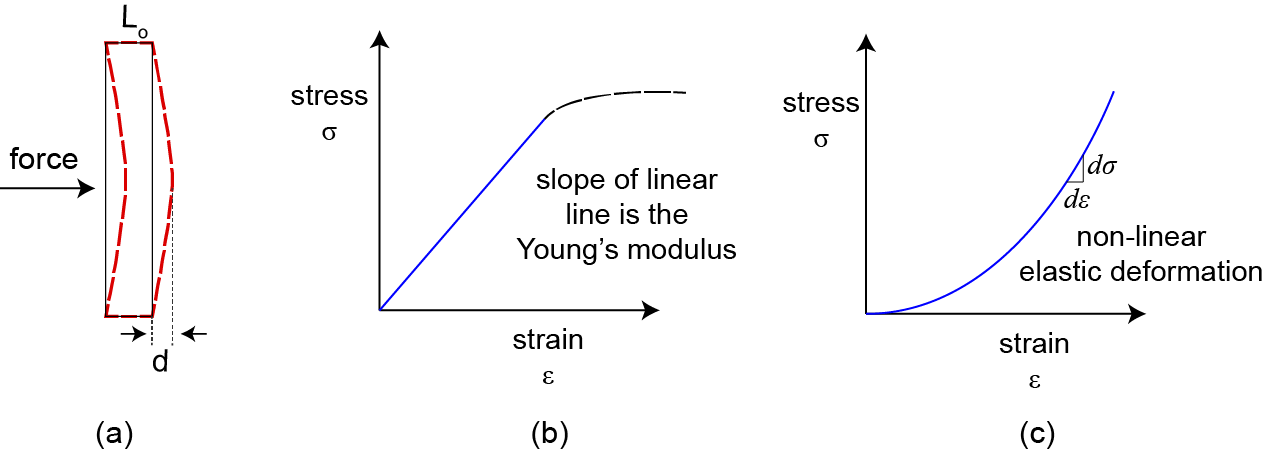 Lₒ
force
d
(a)
stress
σ
slope of linear
line is the
Young’s modulus
strain
ε
(b)
stress
σ
dσ
dε
non-linear
elastic deformation
strain
ε
(c)